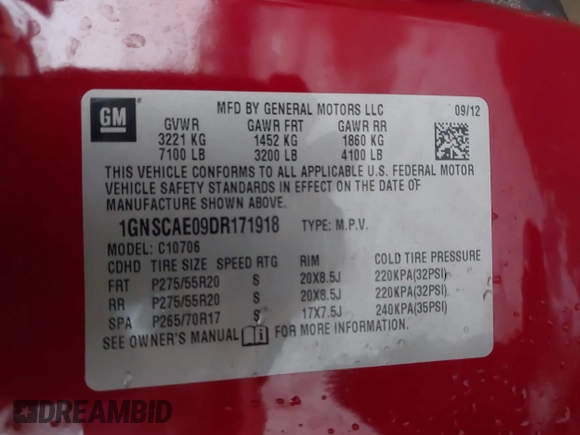 GM
MFD BY GENERAL MOTORS LLC 09/12
GVWR GAWR FRT GAWR RR
3221 KG 1452 KG 1860 KG
7100 LB 3200 LB 4100 LB
THIS VEHICLE CONFORMS TO ALL APPLICABLE U.S. FEDERAL MOTOR
VEHICLE SAFETY STANDARDS IN EFFECT ON THE DATE OF
MANUFACTURE SHOWN ABOVE.
1GNSCAE09DR171918 TYPE: M.P.V.
MODEL: C10706
CDHD TIRE SIZE SPEED RTG RIM COLD TIRE PRESSURE
FRT P275/55R20 S 20X8.5J 220KPA(32PSI)
RR P275/55R20 S 20X8.5J 220KPA(32PSI)
SPA P265/70R17 S 17X7.5J 240KPA(35PSI)
SEE OWNER'S MANUAL FOR MORE INFORMATION.
DREAMBID